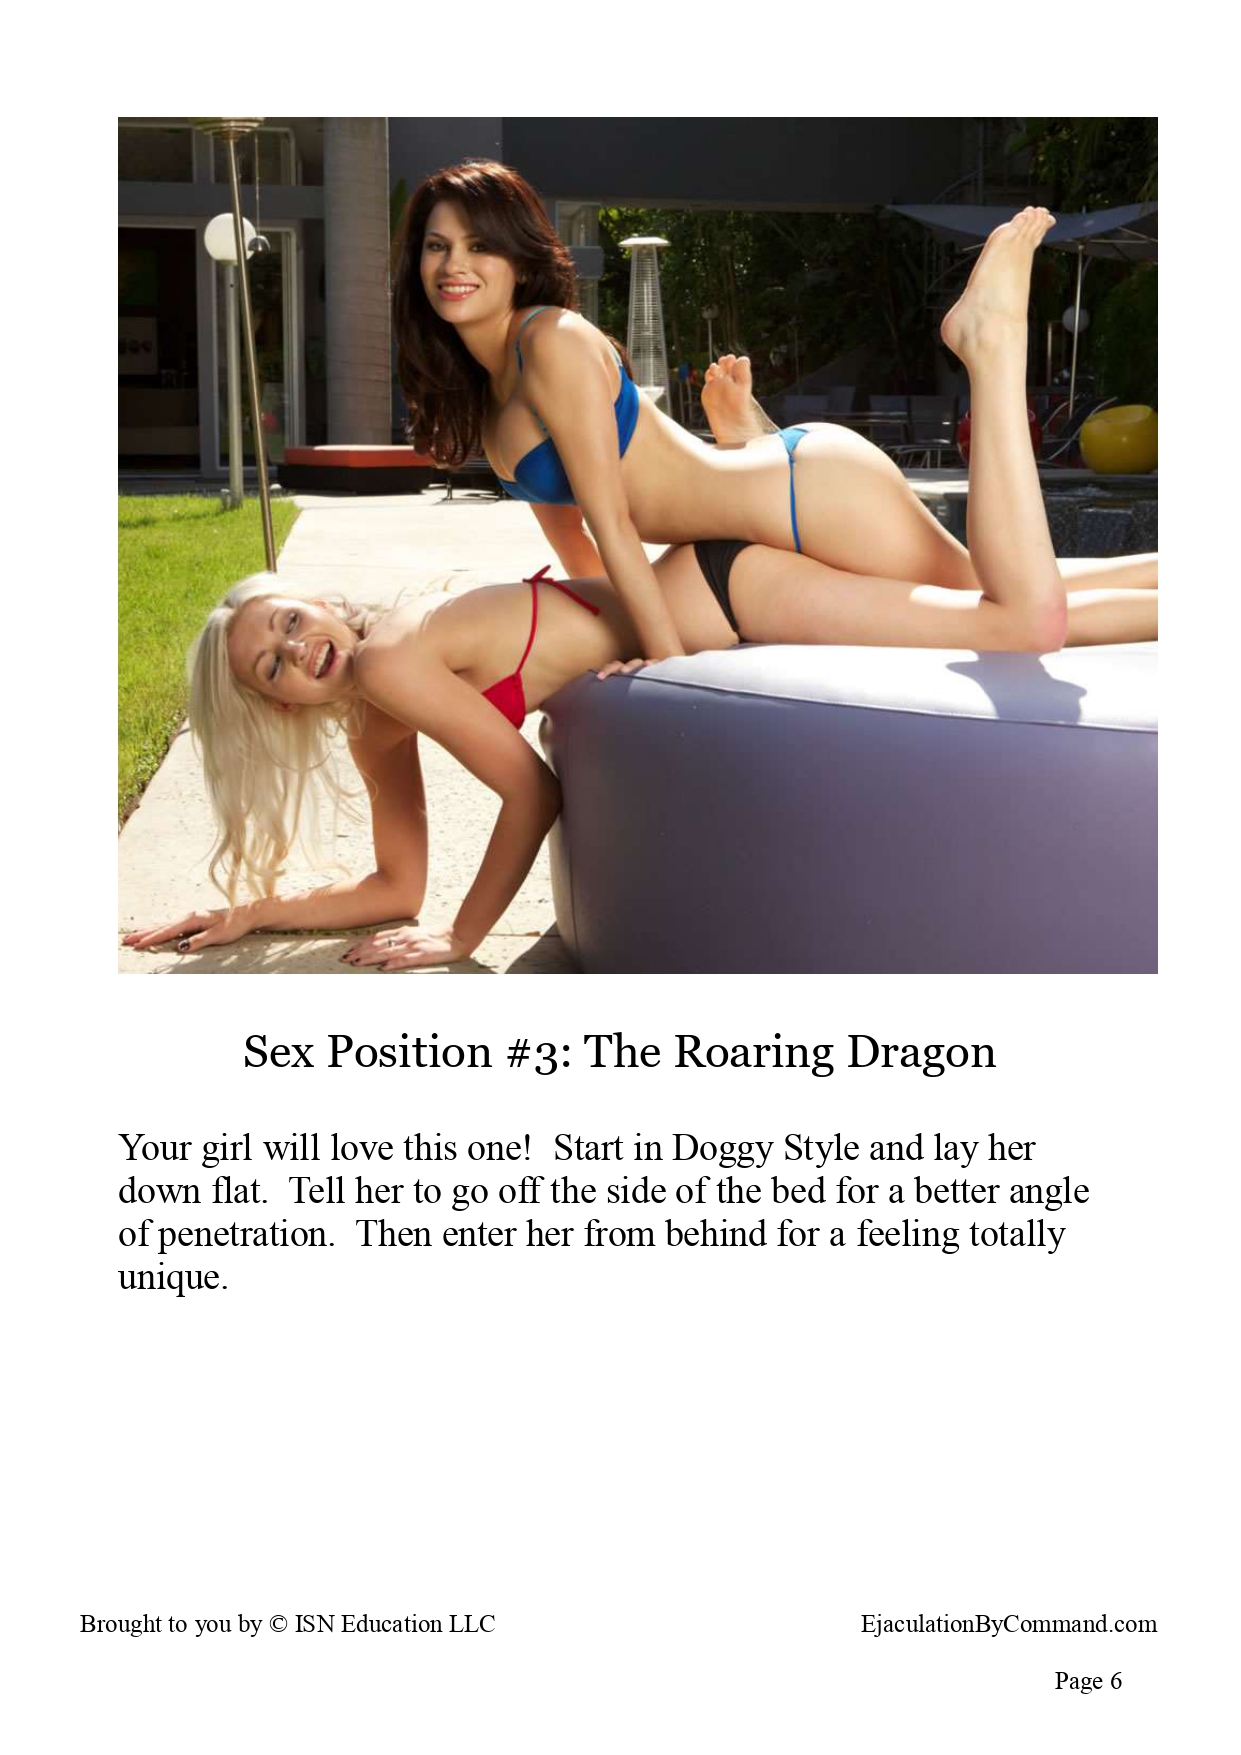 Sex Position #3: The Roaring Dragon
Your girl will love this one!  Start in Doggy Style and lay her
down flat.  Tell her to go off the side of the bed for a better angle
of penetration.  Then enter her from behind for a feeling totally
unique.
Brought to you by © ISN Education LLC EjaculationByCommand.com
Page 6